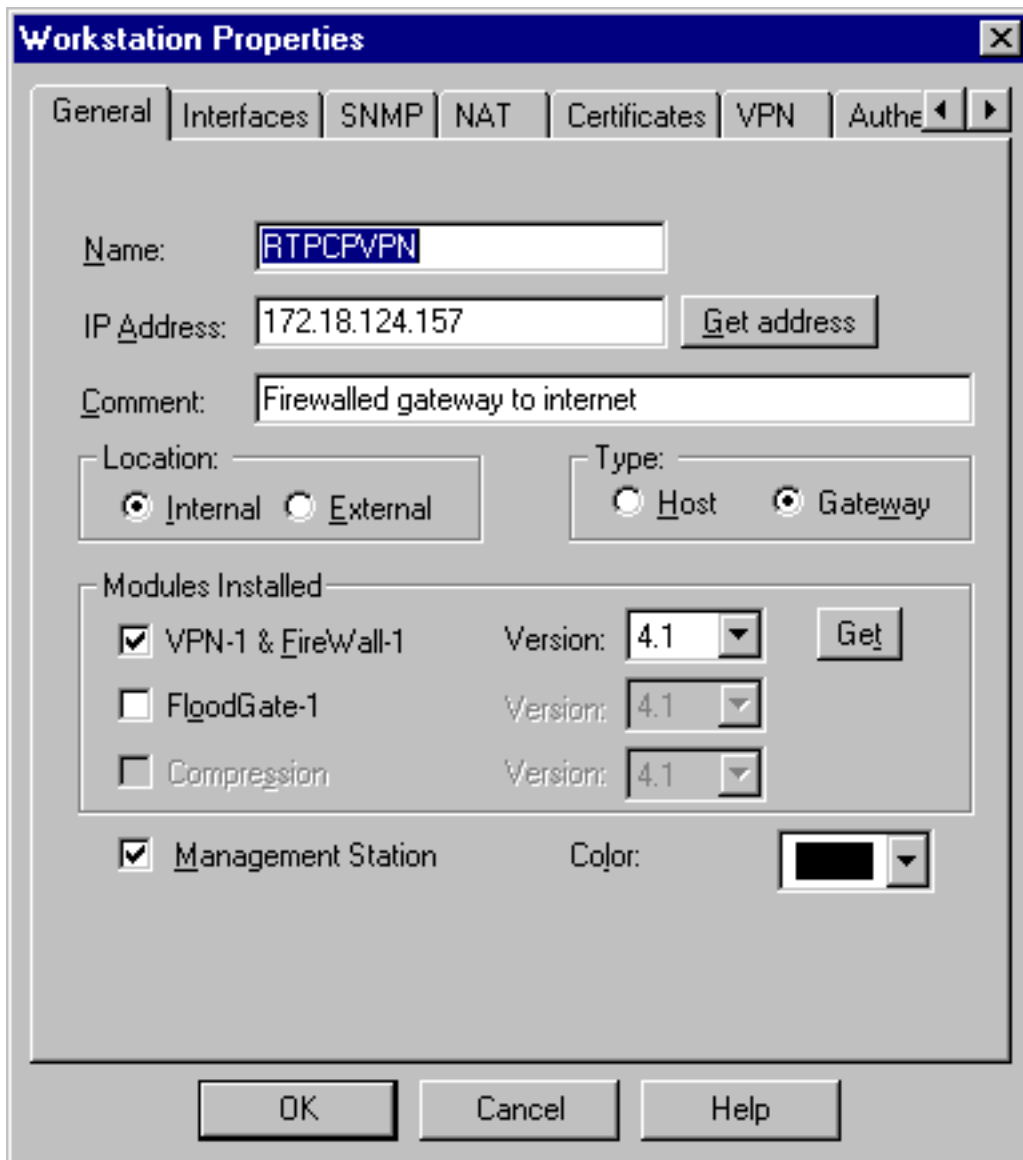 Workstation Properties
General Interfaces SNMP NAT Certificates VPN Authe
Name: RTPCPVPN
IP Address: 172.18.124.157 Get address
Comment: Firewalled gateway to internet
Location: Type:
Internal External Host Gateway
Modules Installed
VPN-1 & FireWall-1 Version: 4.1 Get
FloodGate-1 Version: 4.1
Compression Version: 4.1
Management Station Color:
OK Cancel Help